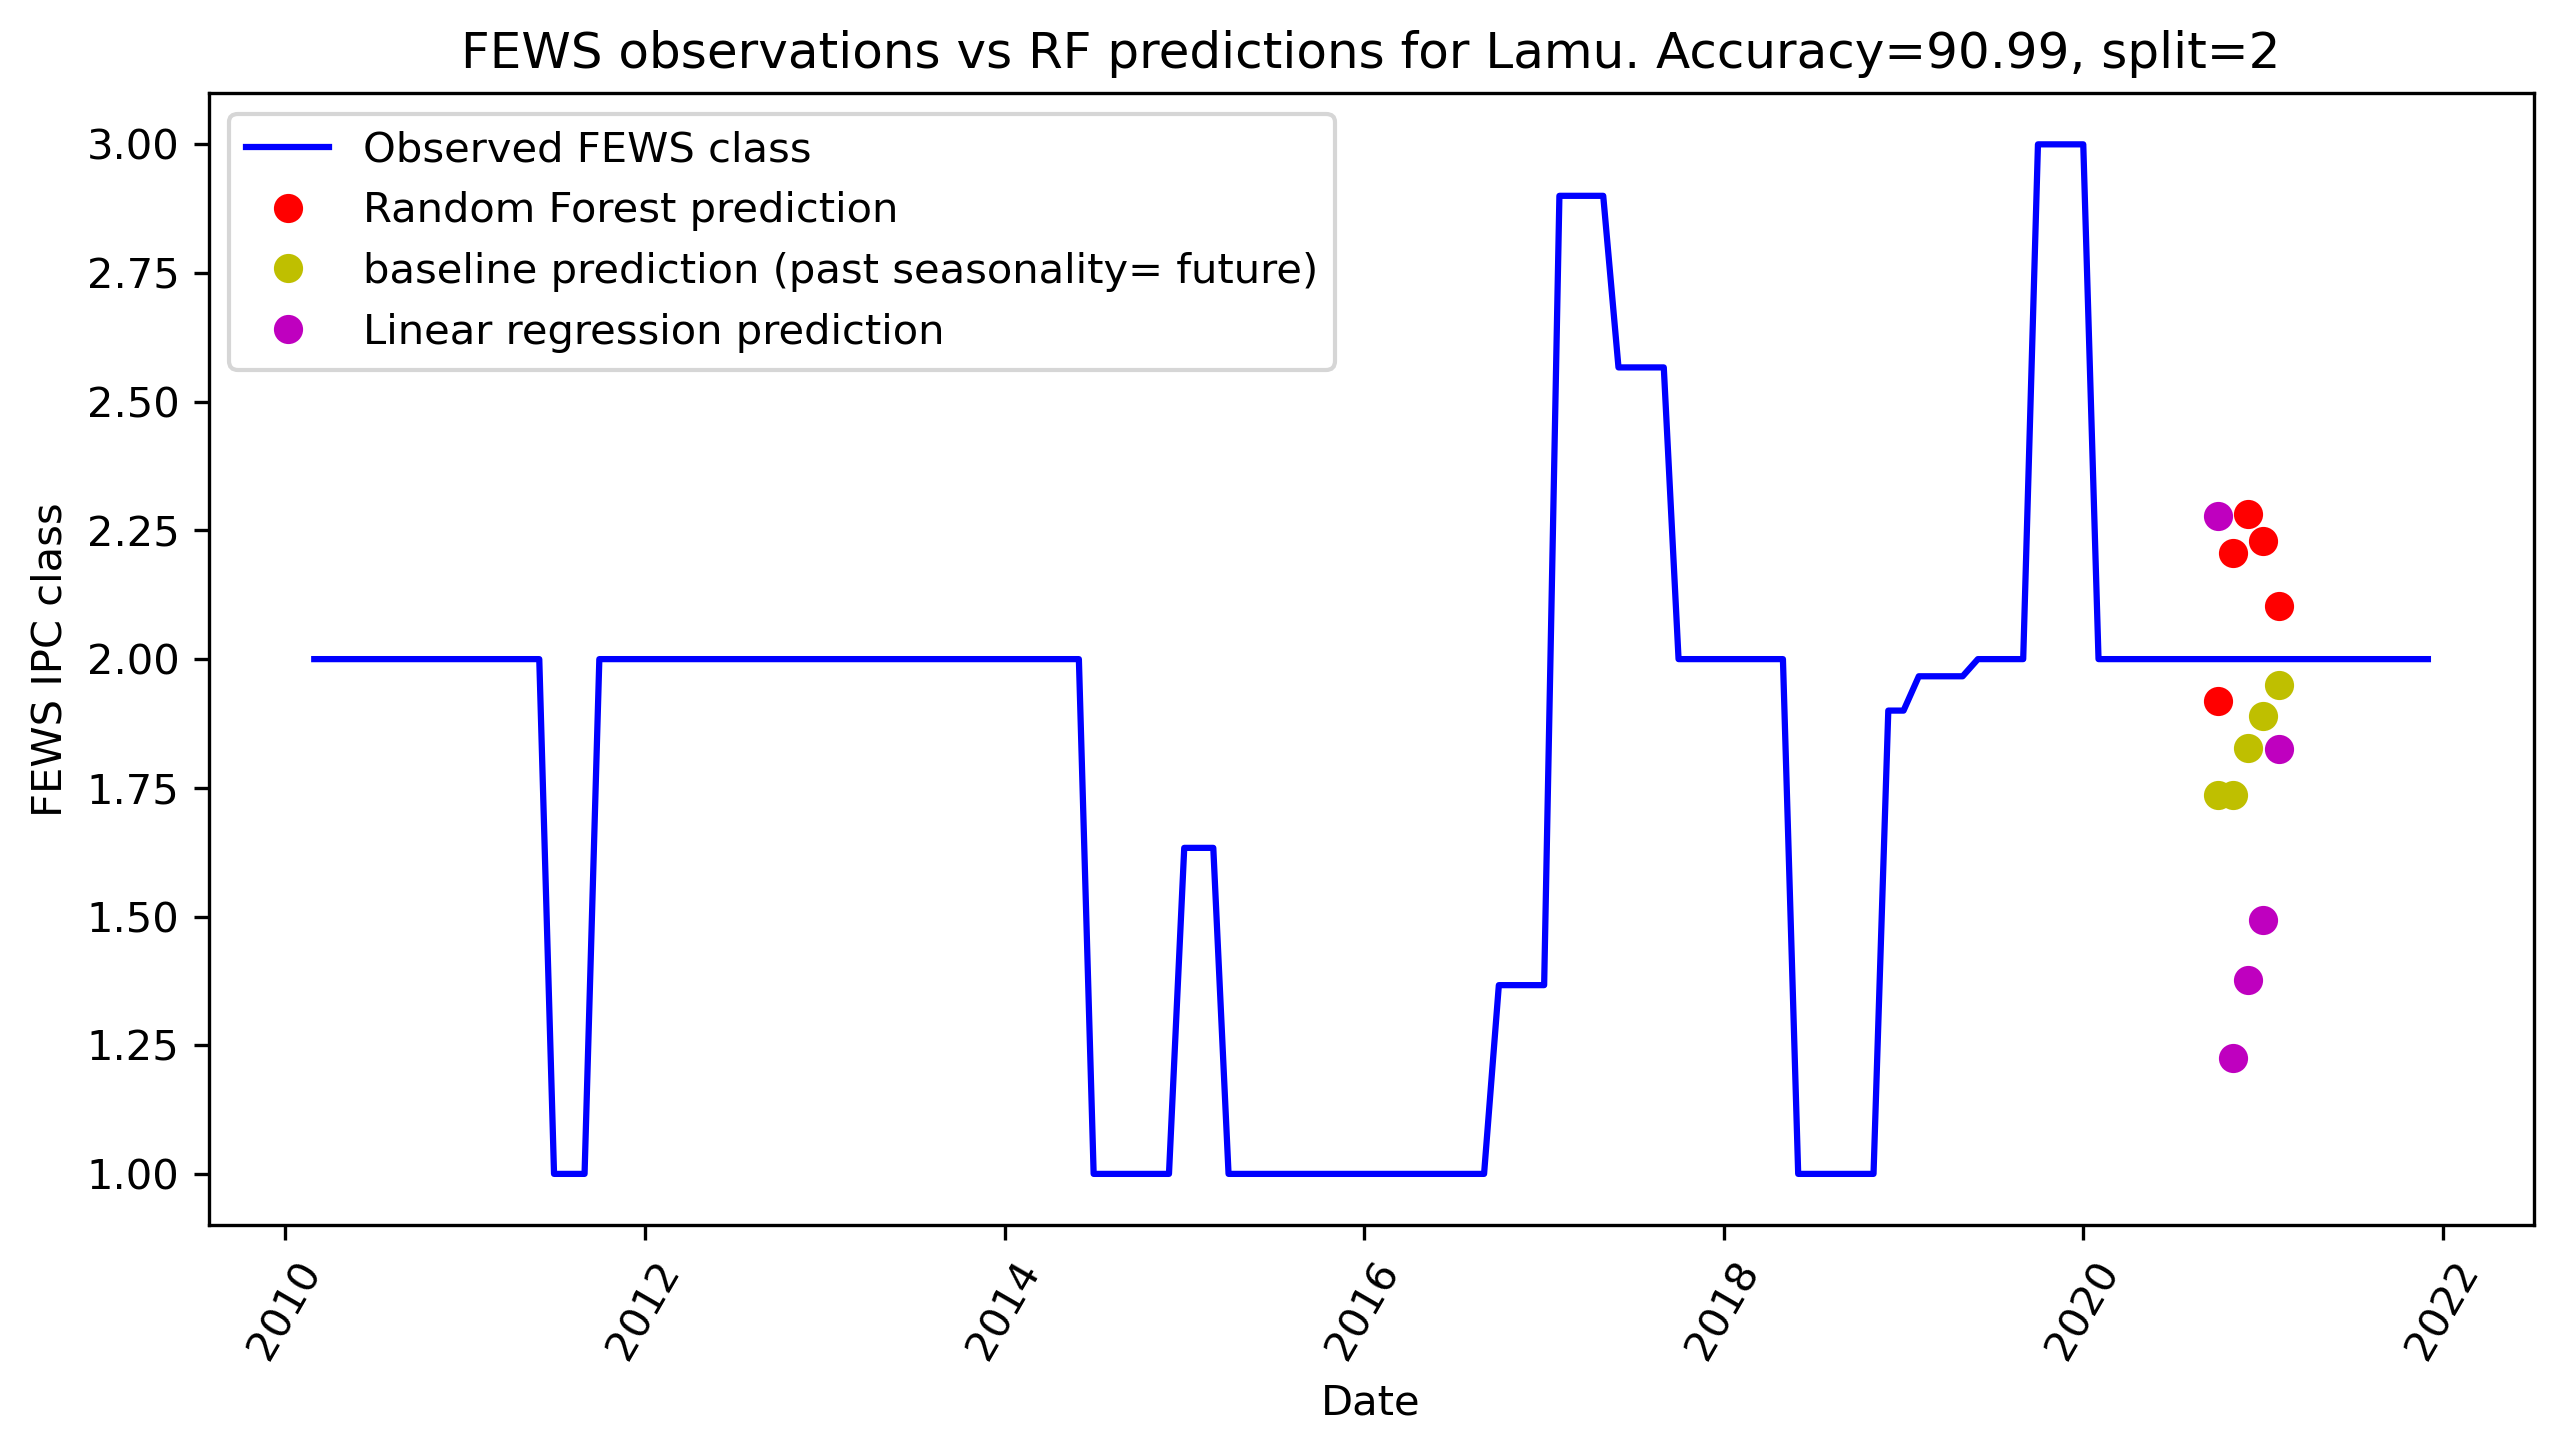 FEWS observations vs RF predictions for Lamu. Accuracy=90.99, split=2
Observed FEWS class
Random Forest prediction
baseline prediction (past seasonality= future)
Linear regression prediction
FEWS IPC class
3.00
2.75
2.50
2.25
2.00
1.75
1.50
1.25
1.00
2010
2012
2014
2016
2018
2020
2022
Date